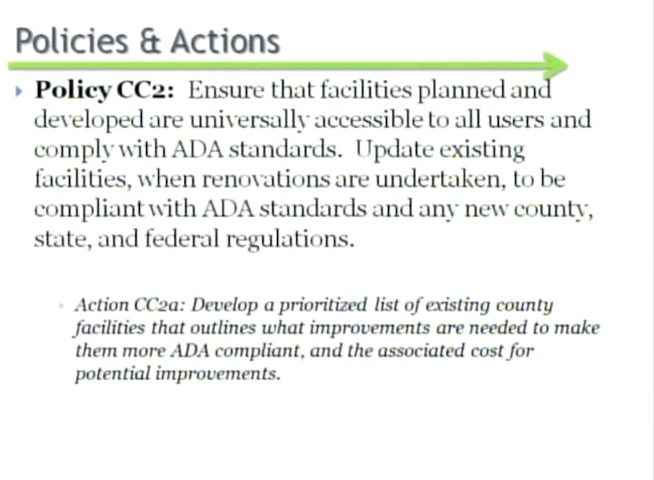 Policies & Actions
Policy CC2: Ensure that facilities planned and
developed are universally accessible to all users and
comply with ADA standards. Update existing
facilities, when renovations are undertaken, to be
compliant with ADA standards and any new county,
state, and federal regulations.
Action CC2a: Develop a prioritized list of existing county
facilities that outlines what improvements are needed to make
them more ADA compliant, and the associated cost for
potential improvements.